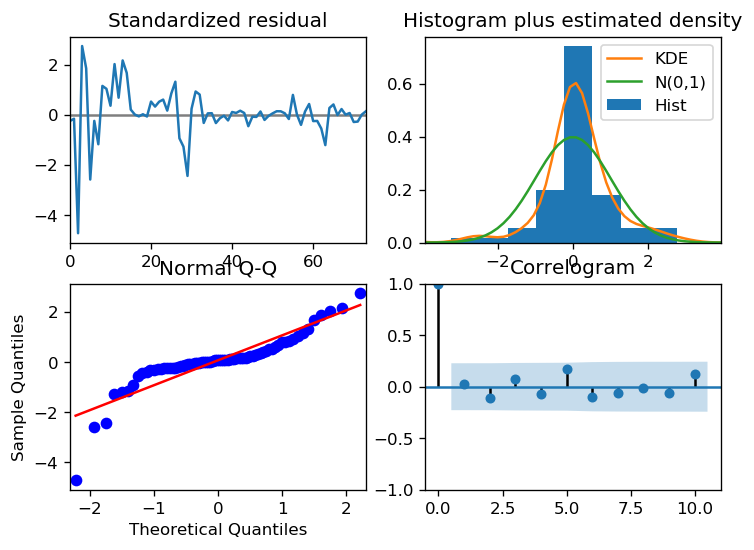 Standardized residual
2
0
−2
−4
0 20 40 60
Histogram plus estimated density
0.6
0.4
0.2
0.0
−2 0 2
KDE
N(0,1)
Hist
Normal Q-Q
Sample Quantiles
2
0
−2
−4
−2 −1 0 1 2
Theoretical Quantiles
Correlogram
1.0
0.5
0.0
−0.5
−1.0
0.0 2.5 5.0 7.5 10.0